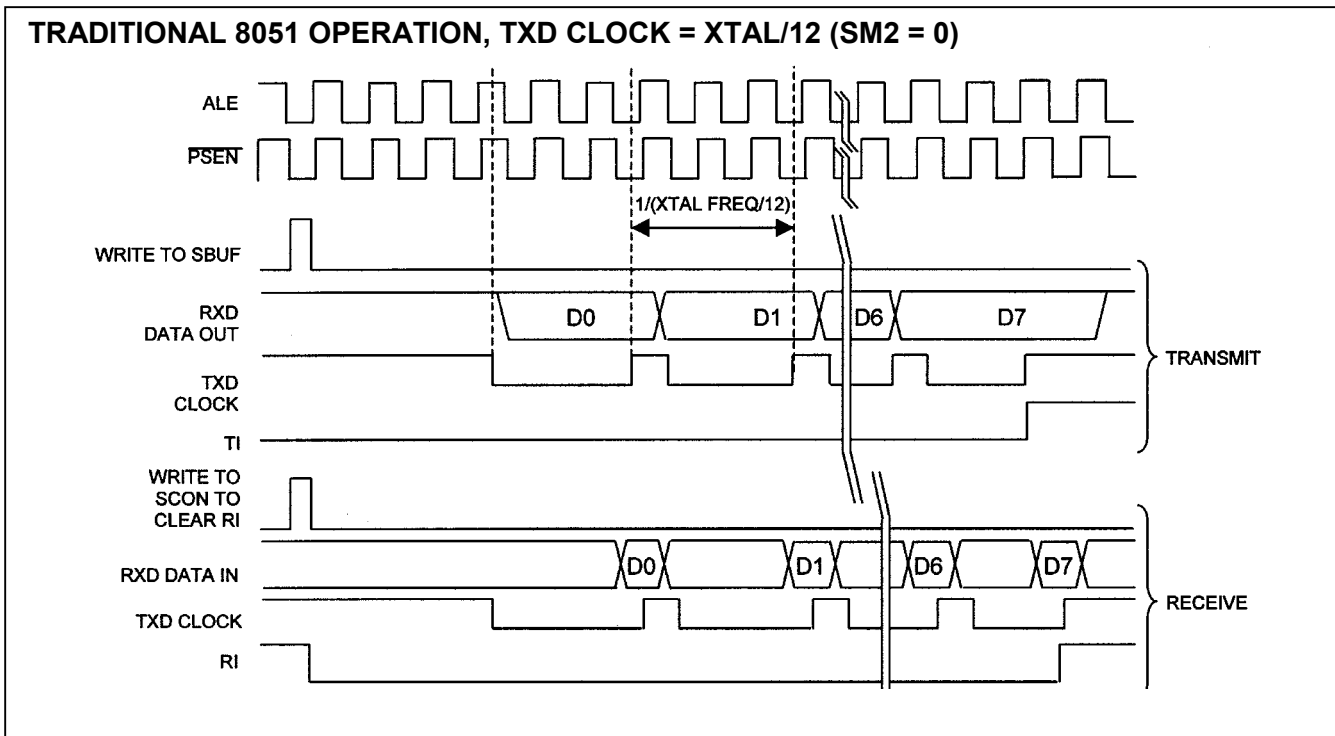 TRADITIONAL 8051 OPERATION, TXD CLOCK = XTAL/12 (SM2 = 0)
ALE
PSEN
1/(XTAL FREQ/12)
WRITE TO SBUF
RXD
DATA OUT
D0 D1 D6 D7
TXD
CLOCK
TI
TRANSMIT
WRITE TO
SCON TO
CLEAR RI
RXD DATA IN
D0 D1 D6 D7
TXD CLOCK
RI
RECEIVE